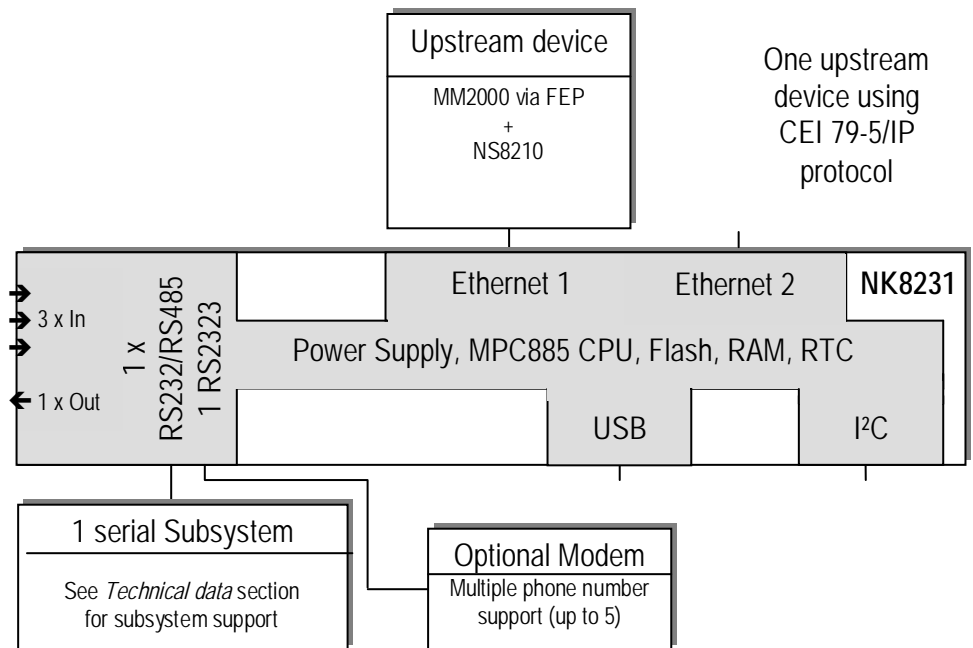 Upstream device
MM2000 via FEP
+
NS8210
One upstream
device using
CEI 79-5/IP
protocol
Ethernet 1
Ethernet 2
NK8231
3 x In
1 x Out
1 x
RS232/RS485
1 RS2323
Power Supply, MPC885 CPU, Flash, RAM, RTC
USB
I²C
1 serial Subsystem
See Technical data section
for subsystem support
Optional Modem
Multiple phone number
support (up to 5)